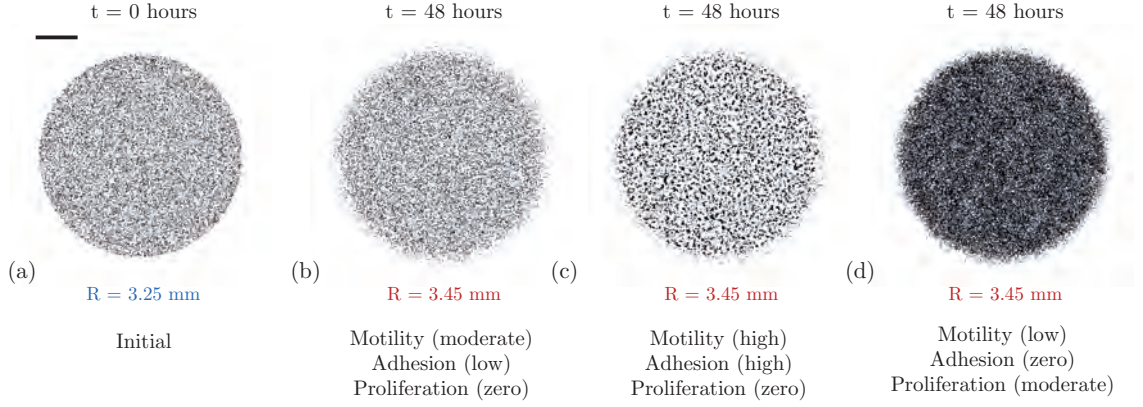 t = 0 hours
t = 48 hours
t = 48 hours
t = 48 hours
(a)
(b)
(c)
(d)
R = 3.25 mm
R = 3.45 mm
R = 3.45 mm
R = 3.45 mm
Initial
Motility (moderate)
Adhesion (low)
Proliferation (zero)
Motility (high)
Adhesion (high)
Proliferation (zero)
Motility (low)
Adhesion (zero)
Proliferation (moderate)